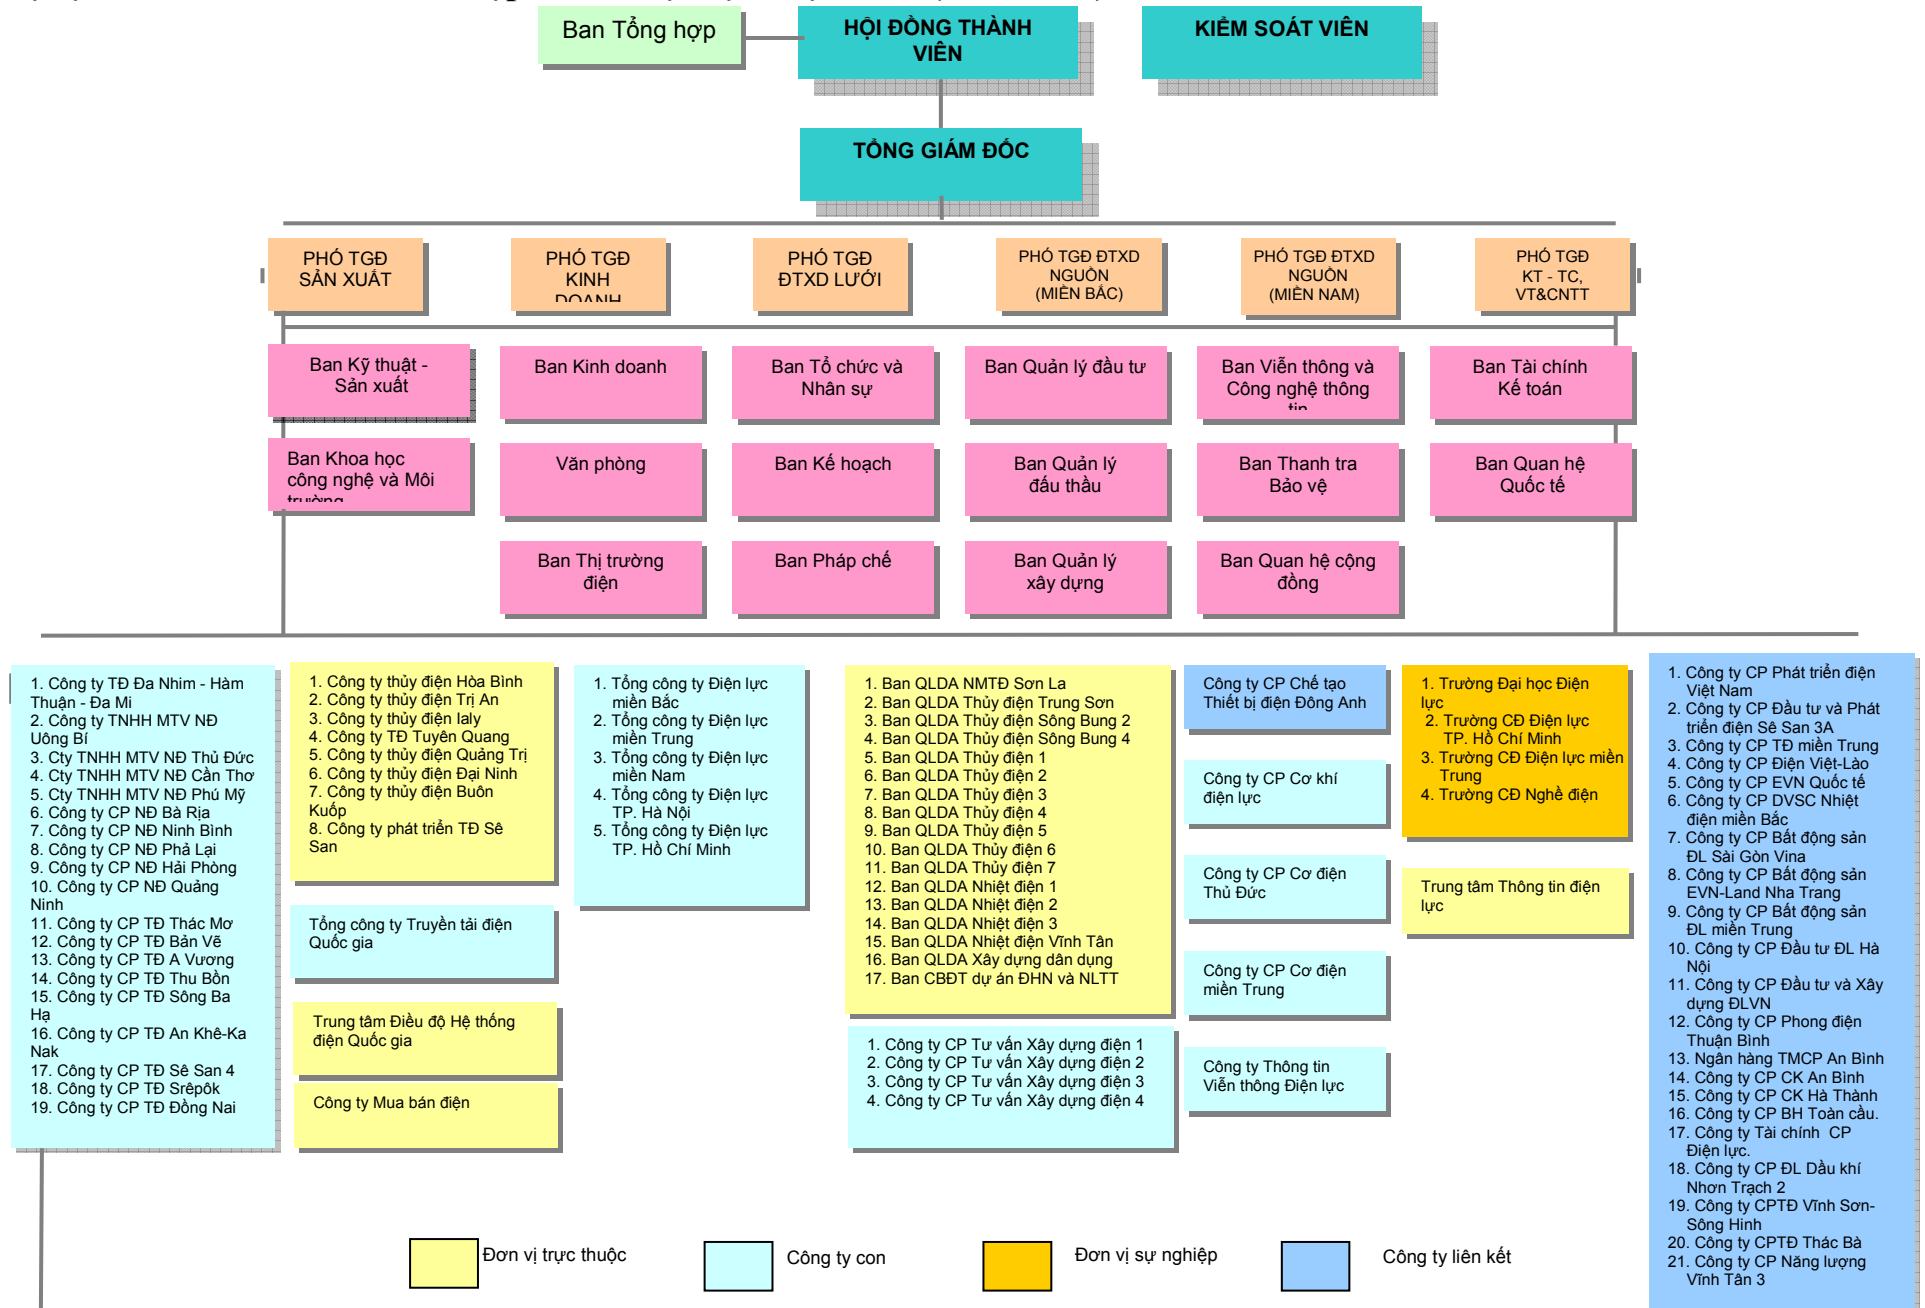 Ban Tổng hợp
HỘI ĐỒNG THÀNH
VIÊN
KIỂM SOÁT VIÊN
TỔNG GIÁM ĐỐC
PHÓ TGĐ
SẢN XUẤT
PHÓ TGĐ
KINH
DOANH
PHÓ TGĐ
ĐTXD LƯỚI
PHÓ TGĐ ĐTXD
NGUỒN
(MIỀN BẮC)
PHÓ TGĐ ĐTXD
NGUỒN
(MIỀN NAM)
PHÓ TGĐ
KT - TC,
VT&CNTT
Ban Kỹ thuật -
Sản xuất
Ban Kinh doanh
Ban Tổ chức và
Nhân sự
Ban Quản lý đầu tư
Ban Viễn thông và
Công nghệ thông
tin
Ban Tài chính
Kế toán
Ban Khoa học
công nghệ và Môi
trường
Văn phòng
Ban Kế hoạch
Ban Quản lý
đấu thầu
Ban Thanh tra
Bảo vệ
Ban Quan hệ
Quốc tế
Ban Thị trường
điện
Ban Pháp chế
Ban Quản lý
xây dựng
Ban Quan hệ cộng
đồng
1. Công ty TĐ Đa Nhim - Hàm
Thuận - Đa Mi
2. Công ty TNHH MTV NĐ
Uông Bí
3. Cty TNHH MTV NĐ Thủ Đức
4. Cty TNHH MTV NĐ Cần Thơ
5. Cty TNHH MTV NĐ Phú Mỹ
6. Công ty CP NĐ Bà Rịa
7. Công ty CP NĐ Ninh Bình
8. Công ty CP NĐ Phả Lại
9. Công ty CP NĐ Hải Phòng
10. Công ty CP NĐ Quảng
Ninh
11. Công ty CP TĐ Thác Mơ
12. Công ty CP TĐ Bản Vẽ
13. Công ty CP TĐ A Vương
14. Công ty CP TĐ Thu Bồn
15. Công ty CP TĐ Sông Ba
Hạ
16. Công ty CP TĐ An Khê-Ka
Nak
17. Công ty CP TĐ Sê San 4
18. Công ty CP TĐ Srêpôk
19. Công ty CP TĐ Đồng Nai
1. Công ty thủy điện Hòa Bình
2. Công ty thủy điện Trị An
3. Công ty thủy điện Ialy
4. Công ty TĐ Tuyên Quang
5. Công ty thủy điện Quảng Trị
6. Công ty thủy điện Đại Ninh
7. Công ty thủy điện Buôn
Kuốp
8. Công ty phát triển TĐ Sê
San
Tổng công ty Truyền tải điện
Quốc gia
Trung tâm Điều độ Hệ thống
điện Quốc gia
Công ty Mua bán điện
1. Tổng công ty Điện lực
miền Bắc
2. Tổng công ty Điện lực
miền Trung
3. Tổng công ty Điện lực
miền Nam
4. Tổng công ty Điện lực
TP. Hà Nội
5. Tổng công ty Điện lực
TP. Hồ Chí Minh
1. Ban QLDA NMTĐ Sơn La
2. Ban QLDA Thủy điện Trung Sơn
3. Ban QLDA Thủy điện Sông Bung 2
4. Ban QLDA Thủy điện Sông Bung 4
5. Ban QLDA Thủy điện 1
6. Ban QLDA Thủy điện 2
7. Ban QLDA Thủy điện 3
8. Ban QLDA Thủy điện 4
9. Ban QLDA Thủy điện 5
10. Ban QLDA Thủy điện 6
11. Ban QLDA Thủy điện 7
12. Ban QLDA Nhiệt điện 1
13. Ban QLDA Nhiệt điện 2
14. Ban QLDA Nhiệt điện 3
15. Ban QLDA Nhiệt điện Vĩnh Tân
16. Ban QLDA Xây dựng dân dụng
17. Ban CBĐT dự án ĐHN và NLTT
1. Công ty CP Tư vấn Xây dựng điện 1
2. Công ty CP Tư vấn Xây dựng điện 2
3. Công ty CP Tư vấn Xây dựng điện 3
4. Công ty CP Tư vấn Xây dựng điện 4
Công ty CP Chế tạo
Thiết bị điện Đông Anh
Công ty CP Cơ khí
điện lực
Công ty CP Cơ điện
Thủ Đức
Công ty CP Cơ điện
miền Trung
Công ty Thông tin
Viễn thông Điện lực
1. Trường Đại học Điện
lực
2. Trường CĐ Điện lực
TP. Hồ Chí Minh
3. Trường CĐ Điện lực miền
Trung
4. Trường CĐ Nghề điện
Trung tâm Thông tin điện
lực
1. Công ty CP Phát triển điện
Việt Nam
2. Công ty CP Đầu tư và Phát
triển điện Sê San 3A
3. Công ty CP TĐ miền Trung
4. Công ty CP Điện Việt-Lào
5. Công ty CP EVN Quốc tế
6. Công ty CP DVSC Nhiệt
điện miền Bắc
7. Công ty CP Bất động sản
ĐL Sài Gòn Vina
8. Công ty CP Bất động sản
EVN-Land Nha Trang
9. Công ty CP Bất động sản
ĐL miền Trung
10. Công ty CP Đầu tư ĐL Hà
Nội
11. Công ty CP Đầu tư và Xây
dựng ĐLVN
12. Công ty CP Phong điện
Thuận Bình
13. Ngân hàng TMCP An Bình
14. Công ty CP CK An Bình
15. Công ty CP CK Hà Thành
16. Công ty CP BH Toàn cầu.
17. Công ty Tài chính CP
Điện lực.
18. Công ty CP ĐL Dầu khí
Nhơn Trạch 2
19. Công ty CPTĐ Vĩnh Sơn-
Sông Hinh
20. Công ty CPTĐ Thác Bà
21. Công ty CP Năng lượng
Vĩnh Tân 3
Đơn vị trực thuộc
Công ty con
Đơn vị sự nghiệp
Công ty liên kết